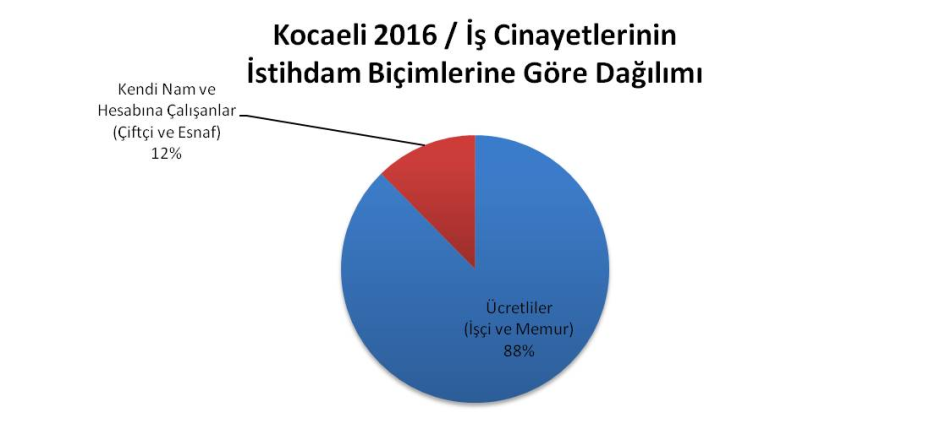 Kocaeli 2016 / İş Cinayetlerinin
İstihdam Biçimlerine Göre Dağılımı
Kendi Nam ve
Hesabına Çalışanlar
(Çiftçi ve Esnaf)
12%
Ücretliler
(İşçi ve Memur)
88%